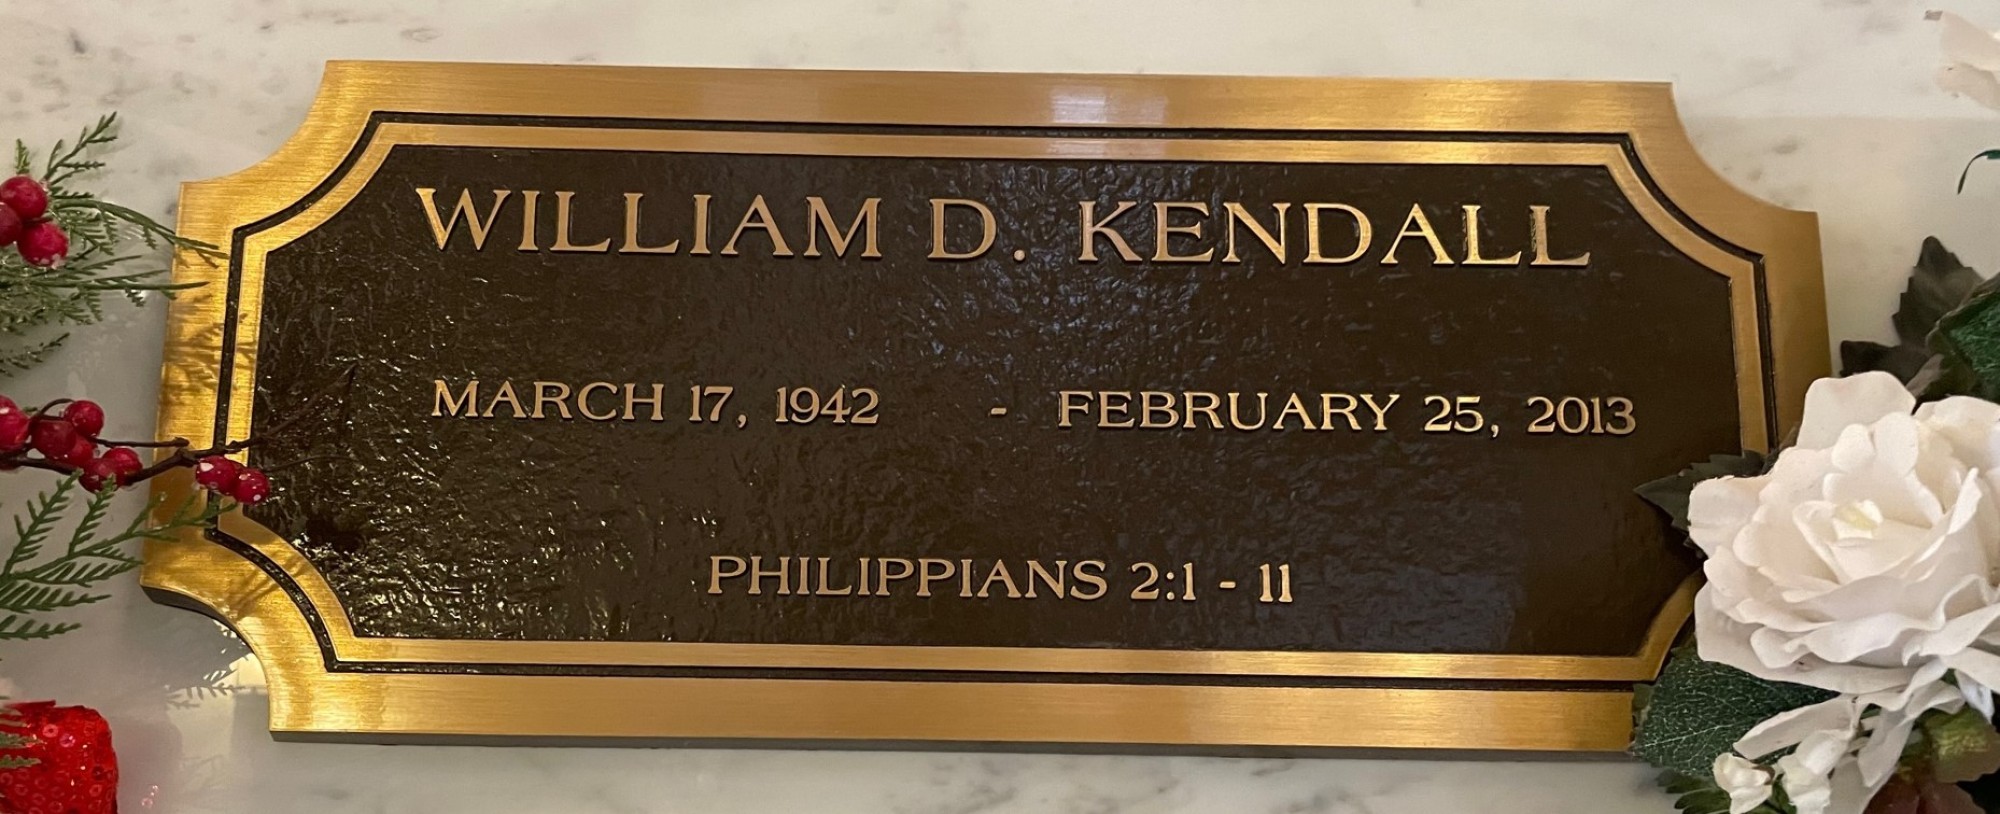 WILLIAM D. KENDALL
MARCH 17, 1942 - FEBRUARY 25, 2013
PHILIPPIANS 2:1 - 11